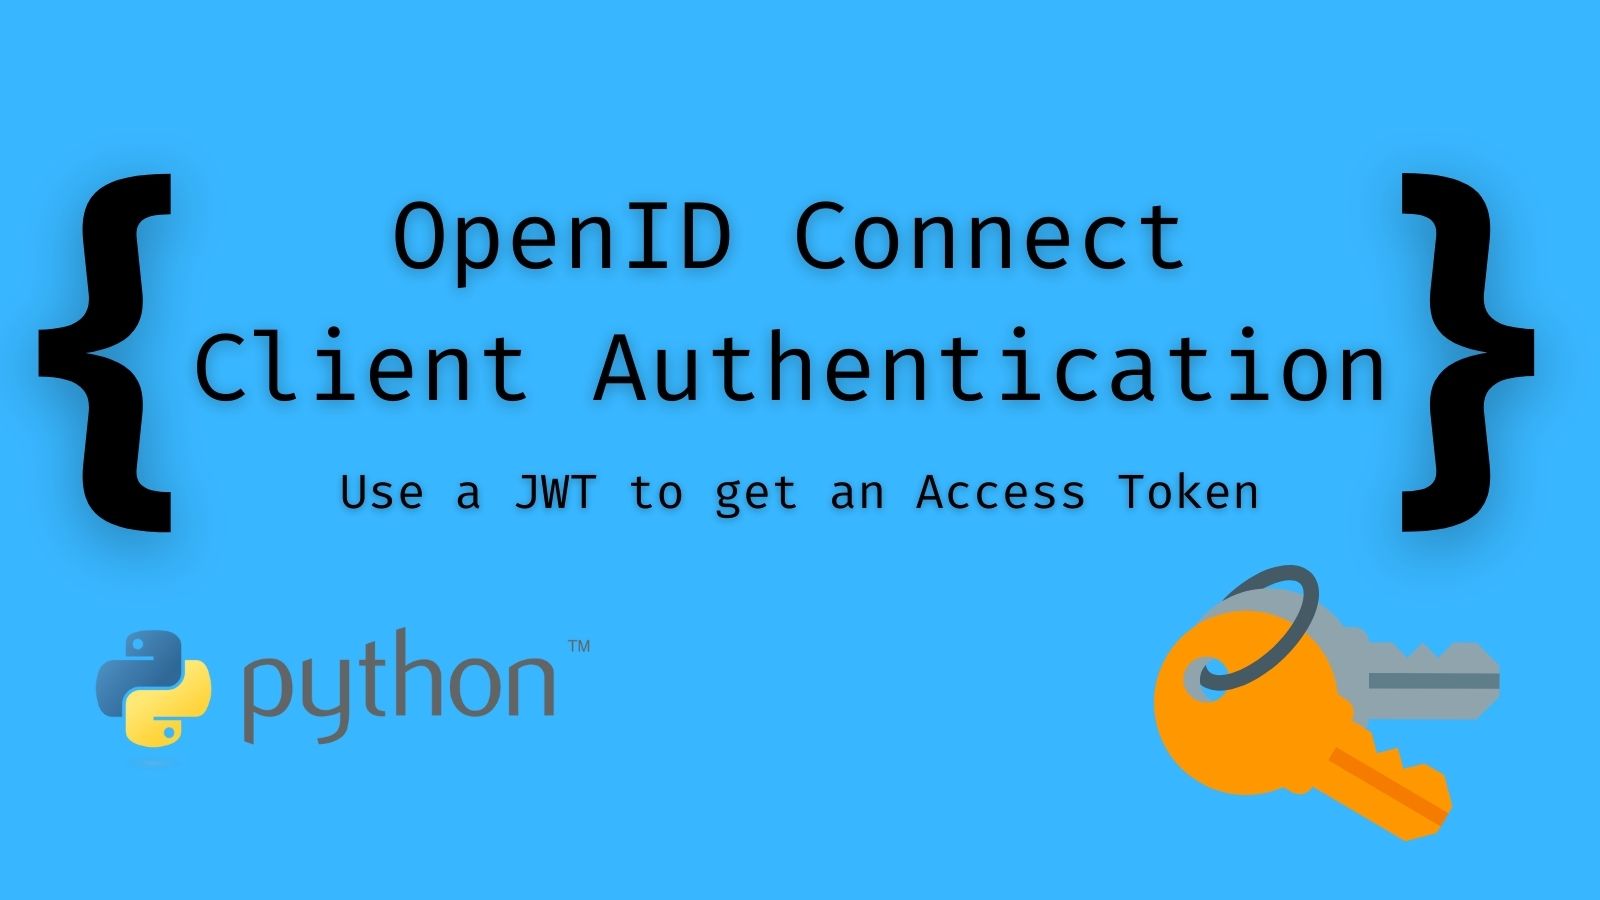 { OpenID Connect }
Client Authentication
Use a JWT to get an Access Token
python™